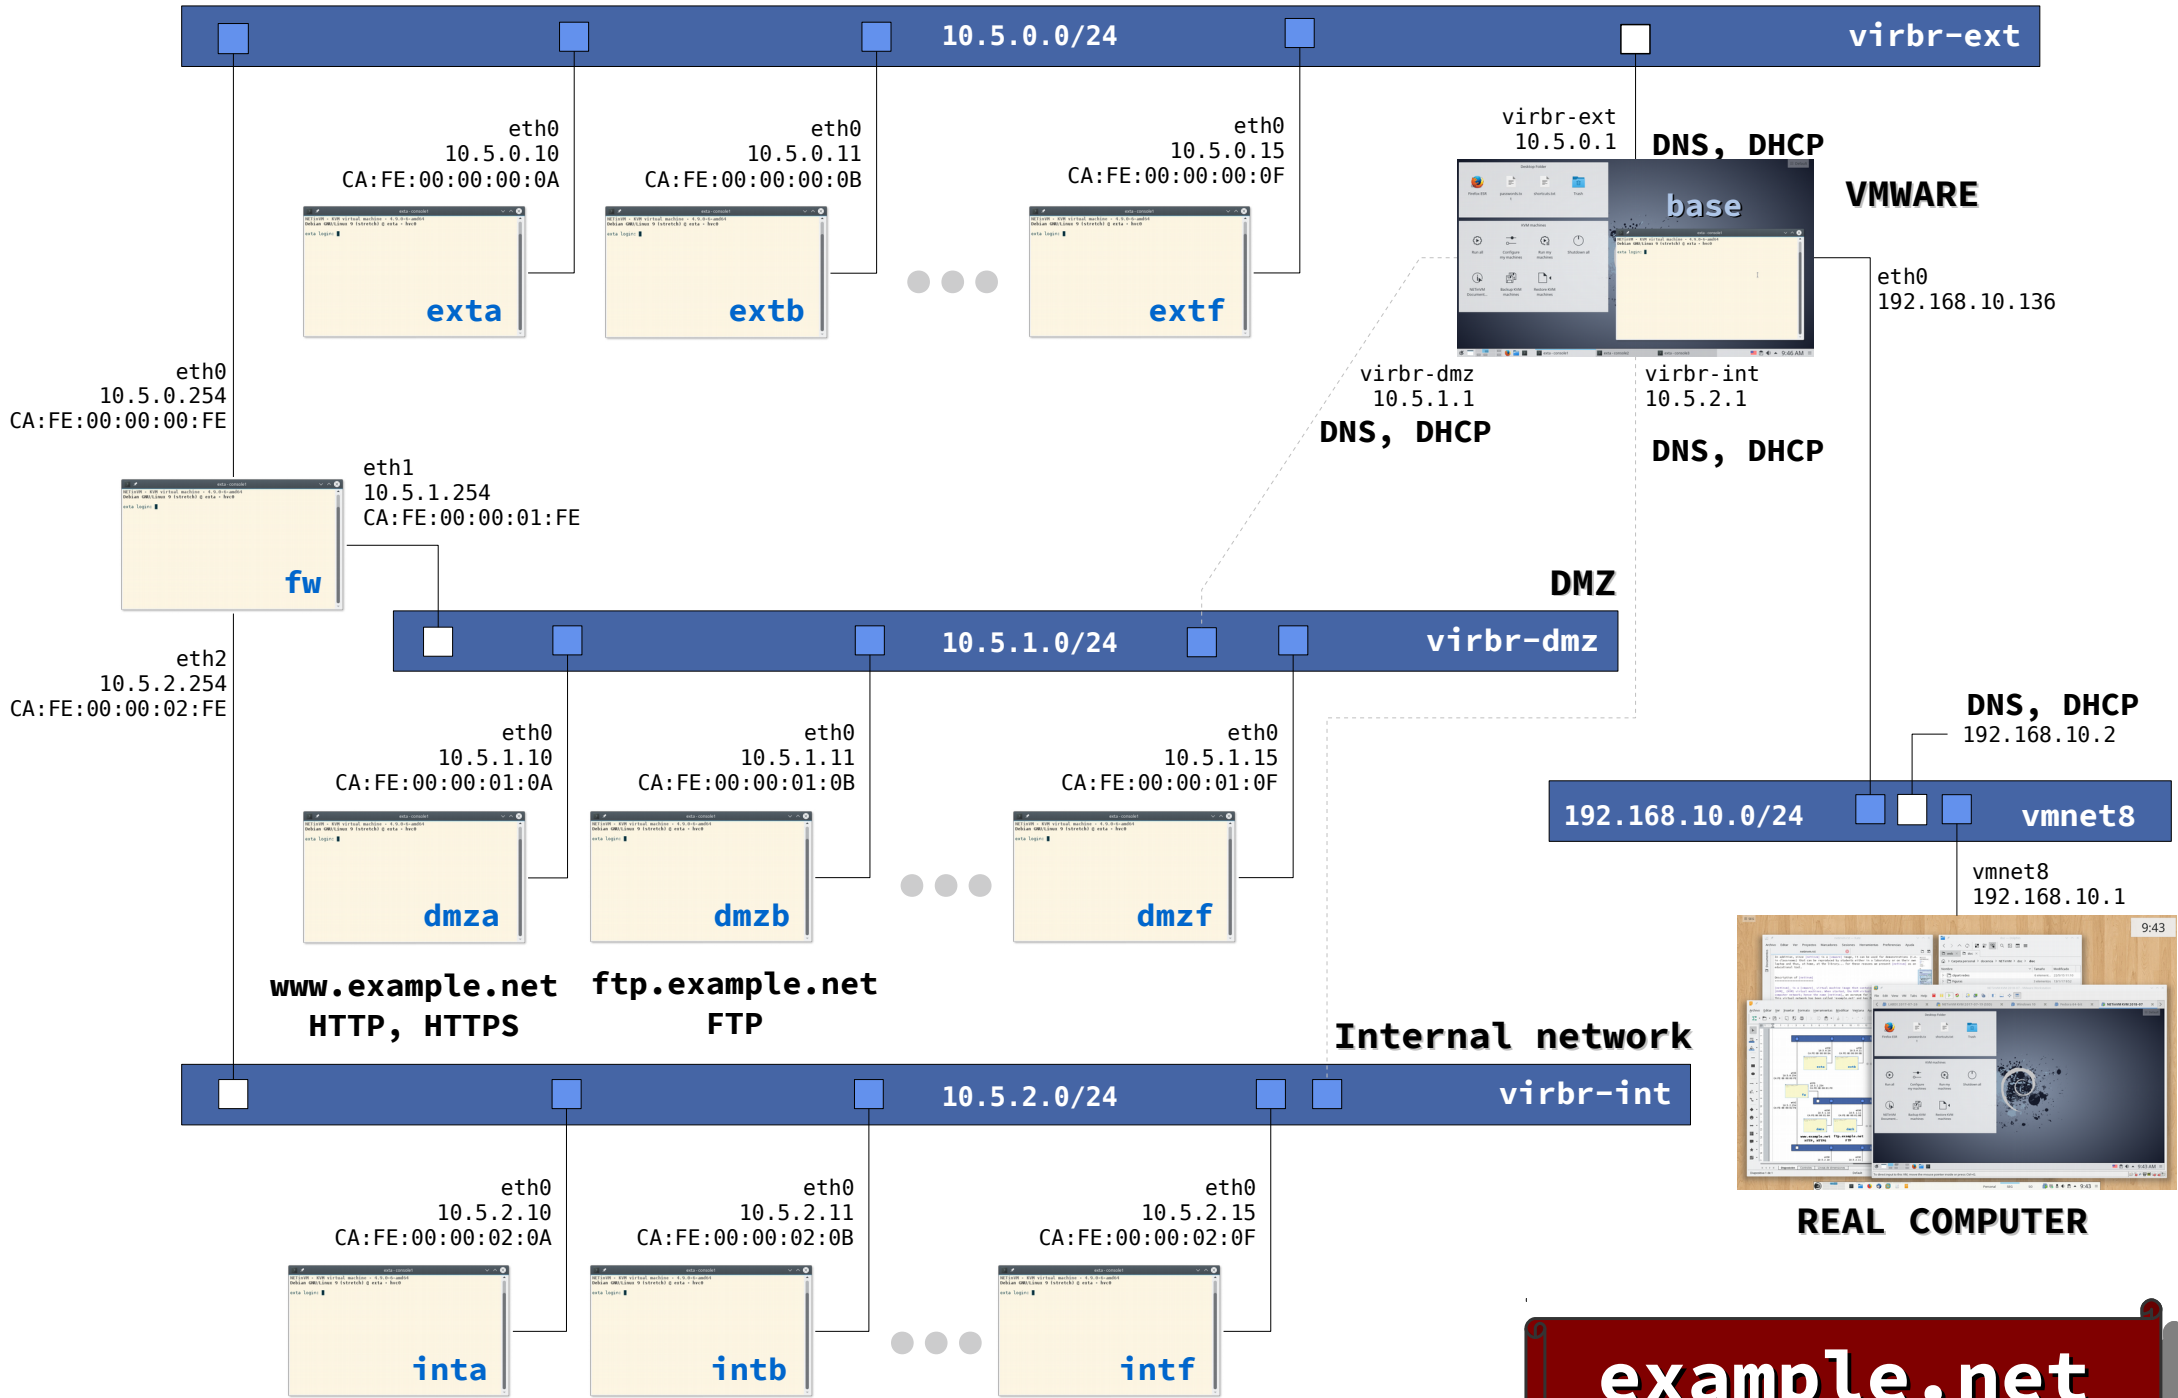 10.5.0.0/24
virbr-ext
eth0
10.5.0.10
CA:FE:00:00:00:0A
eth0
10.5.0.11
CA:FE:00:00:00:0B
eth0
10.5.0.15
CA:FE:00:00:00:0F
virbr-ext
10.5.0.1
DNS, DHCP
VMWARE
base
exta
extb
extf
eth0
192.168.10.136
eth0
10.5.0.254
CA:FE:00:00:00:FE
virbr-dmz
10.5.1.1
DNS, DHCP
virbr-int
10.5.2.1
DNS, DHCP
9:46 AM
eth1
10.5.1.254
CA:FE:00:00:01:FE
fw
DMZ
10.5.1.0/24
virbr-dmz
eth2
10.5.2.254
CA:FE:00:00:02:FE
eth0
10.5.1.10
CA:FE:00:00:01:0A
eth0
10.5.1.11
CA:FE:00:00:01:0B
eth0
10.5.1.15
CA:FE:00:00:01:0F
DNS, DHCP
192.168.10.2
192.168.10.0/24
vmnet8
vmnet8
192.168.10.1
dmza
dmzb
dmzf
9:43
www.example.net
HTTP, HTTPS
ftp.example.net
FTP
Internal network
10.5.2.0/24
virbr-int
eth0
10.5.2.10
CA:FE:00:00:02:0A
eth0
10.5.2.11
CA:FE:00:00:02:0B
eth0
10.5.2.15
CA:FE:00:00:02:0F
REAL COMPUTER
inta
intb
intf
example.net